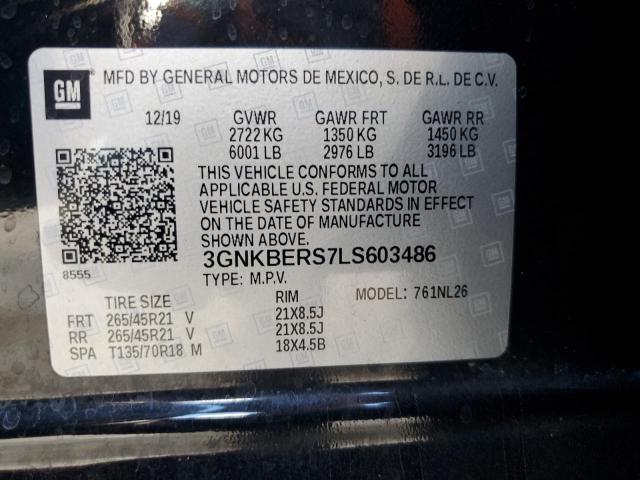 GM
MFD BY GENERAL MOTORS DE MEXICO, S. DE R.L. DE C.V.
12/19 GVWR GAWR FRT GAWR RR
2722 KG 1350 KG 1450 KG
6001 LB 2976 LB 3196 LB
THIS VEHICLE CONFORMS TO ALL
APPLICABLE U.S. FEDERAL MOTOR
VEHICLE SAFETY STANDARDS IN EFFECT
ON THE DATE OF MANUFACTURE
SHOWN ABOVE.
8555
3GNKBERS7LS603486
TYPE: M.P.V.
TIRE SIZE RIM MODEL: 761NL26
FRT 265/45R21 V 21X8.5J
RR 265/45R21 V 21X8.5J
SPA T135/70R18 M 18X4.5B